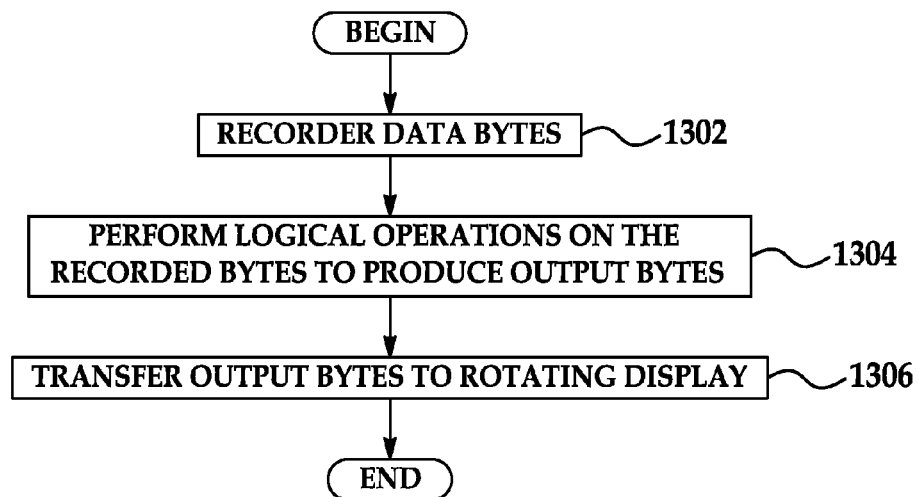 BEGIN
RECORDER DATA BYTES
1302
PERFORM LOGICAL OPERATIONS ON THE
RECORDED BYTES TO PRODUCE OUTPUT BYTES
1304
TRANSFER OUTPUT BYTES TO ROTATING DISPLAY
1306
END